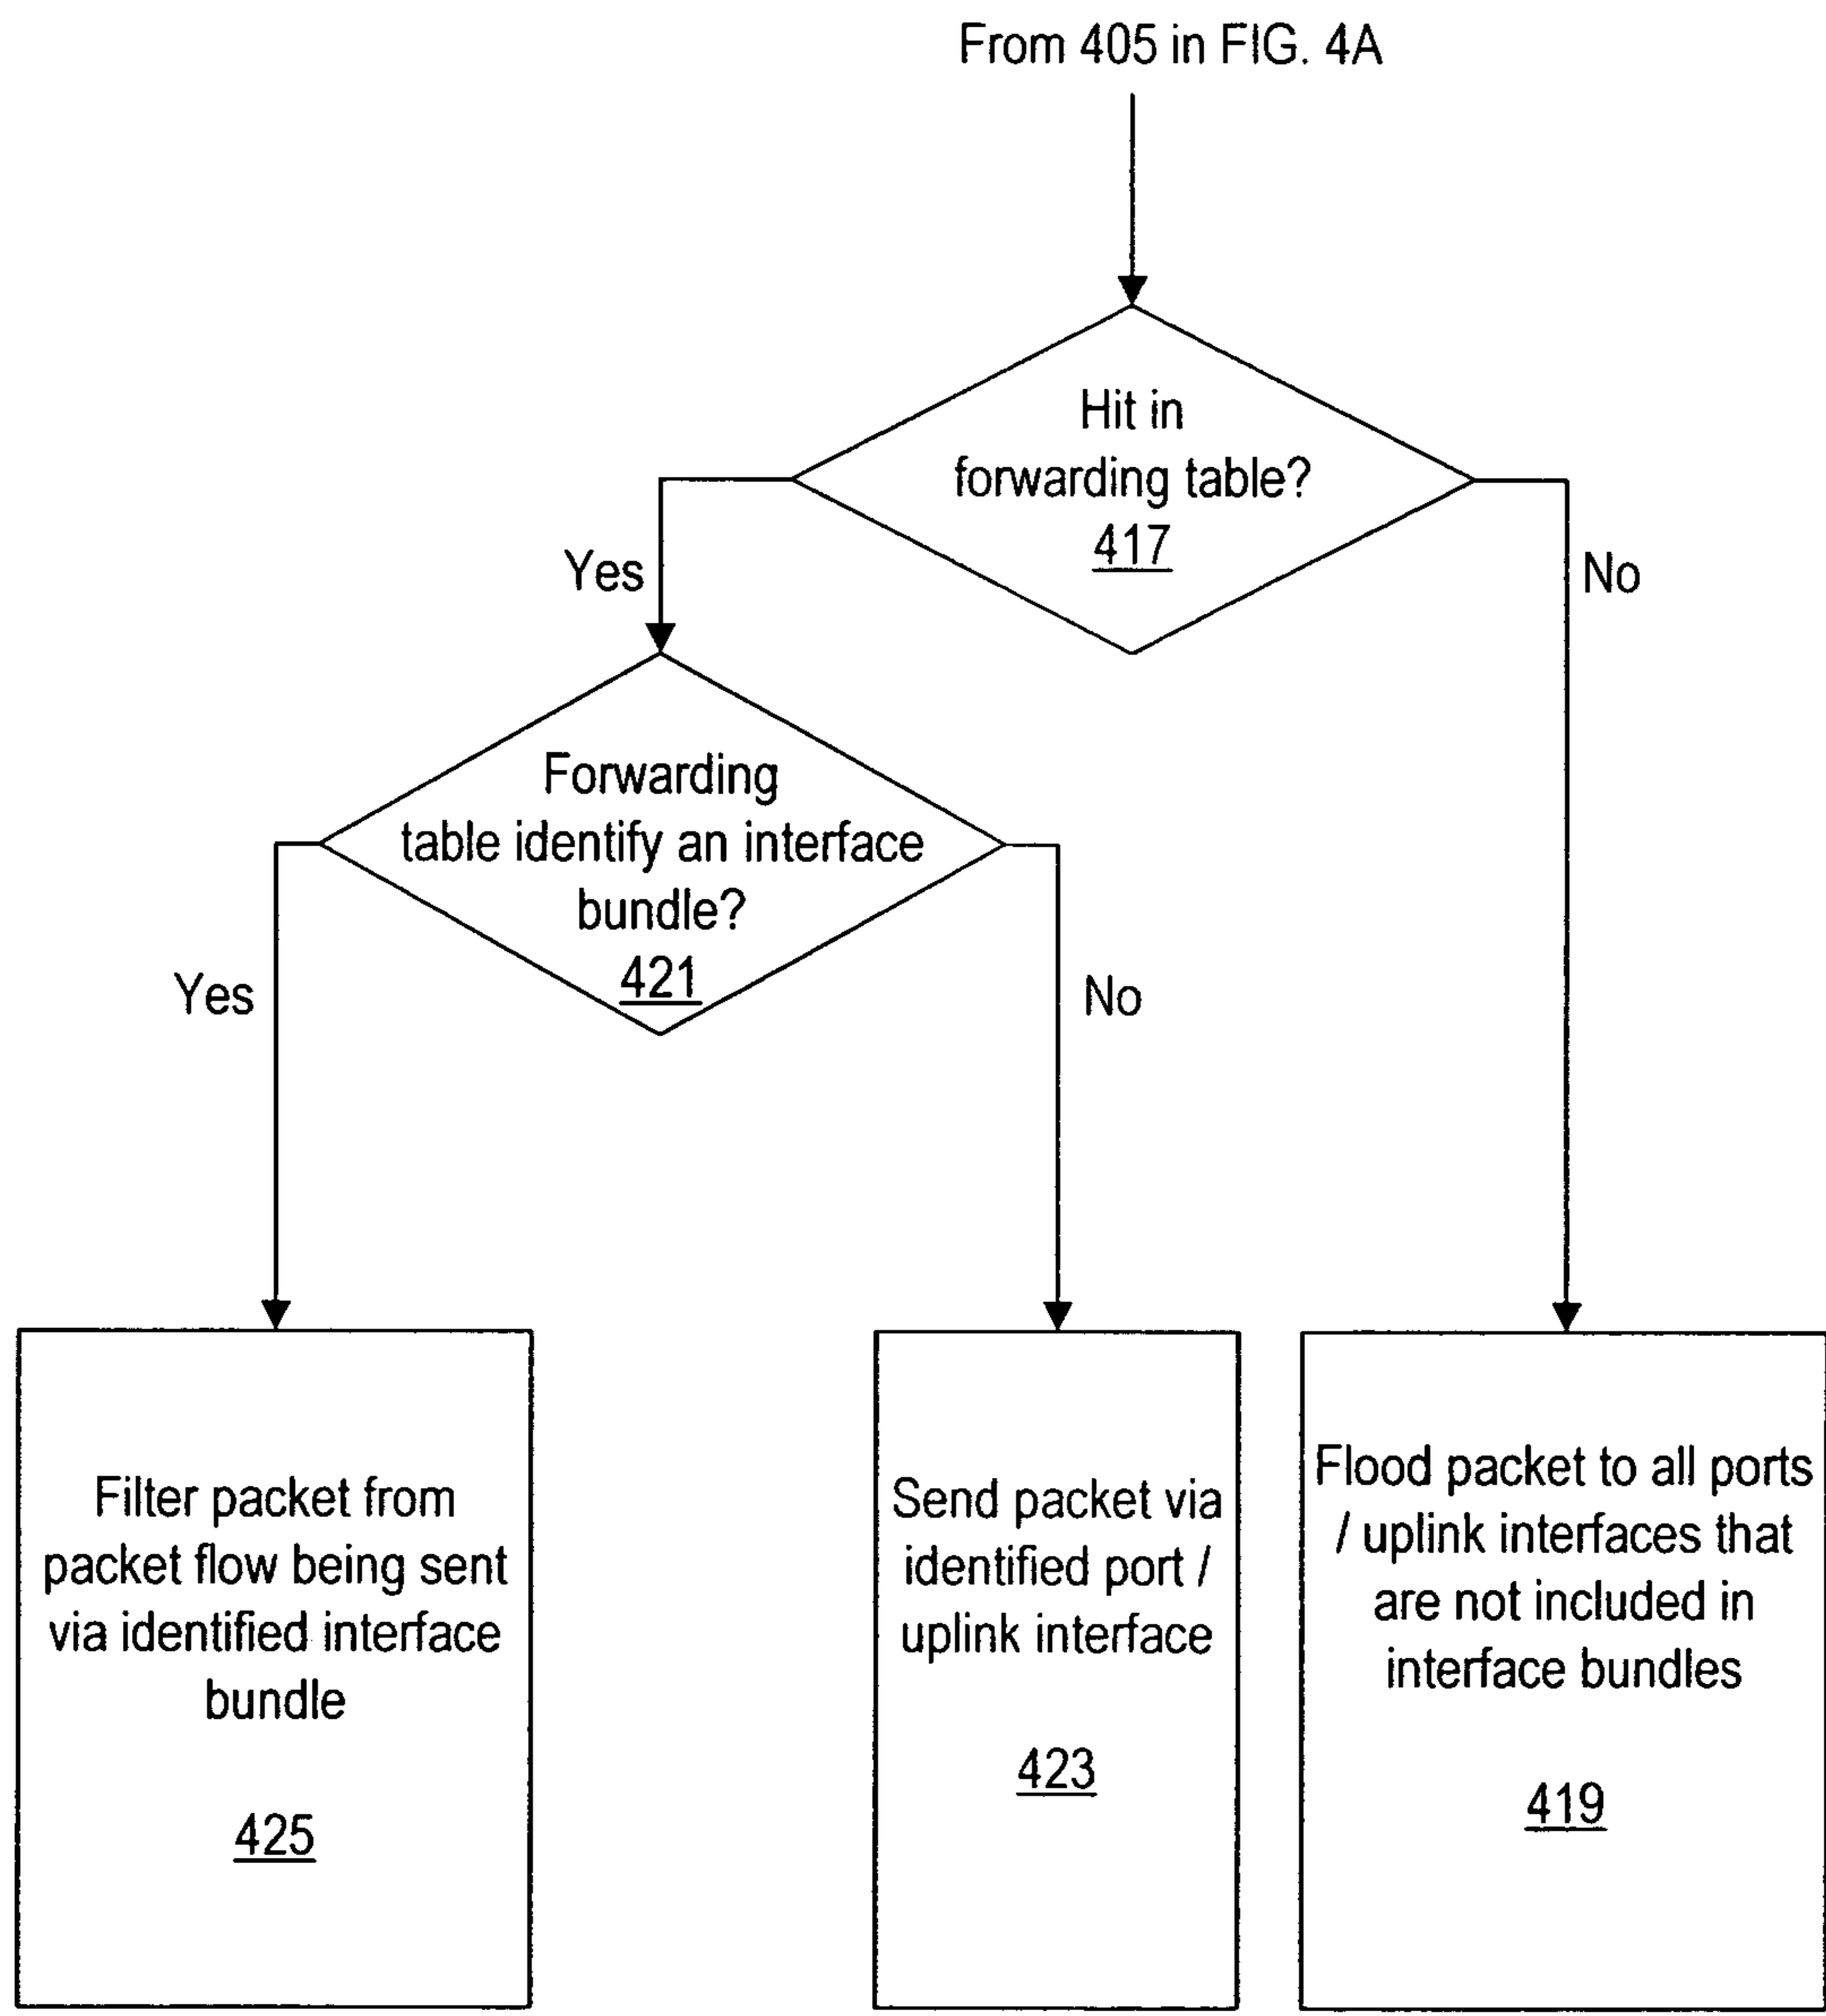 From 405 in FIG. 4A
Hit in
forwarding table?
417
Yes
No
Forwarding
table identify an interface
bundle?
421
Yes
No
Filter packet from
packet flow being sent
via identified interface
bundle
425
Send packet via
identified port /
uplink interface
423
Flood packet to all ports
/ uplink interfaces that
are not included in
interface bundles
419